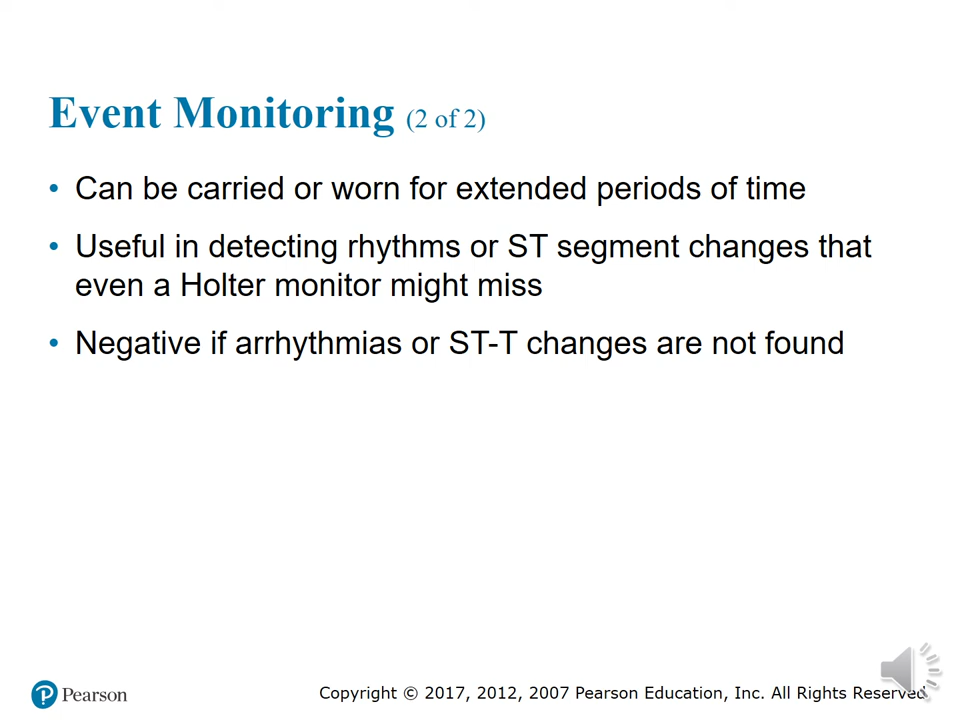 Event Monitoring (2 of 2)
• Can be carried or worn for extended periods of time
• Useful in detecting rhythms or ST segment changes that
even a Holter monitor might miss
• Negative if arrhythmias or ST-T changes are not found
Pearson
Copyright © 2017, 2012, 2007 Pearson Education, Inc. All Rights Reserved